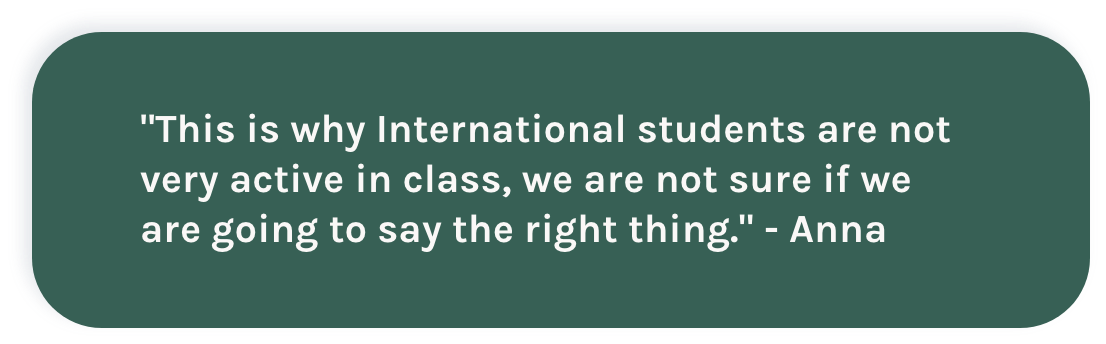 "This is why International students are not
very active in class, we are not sure if we
are going to say the right thing." - Anna